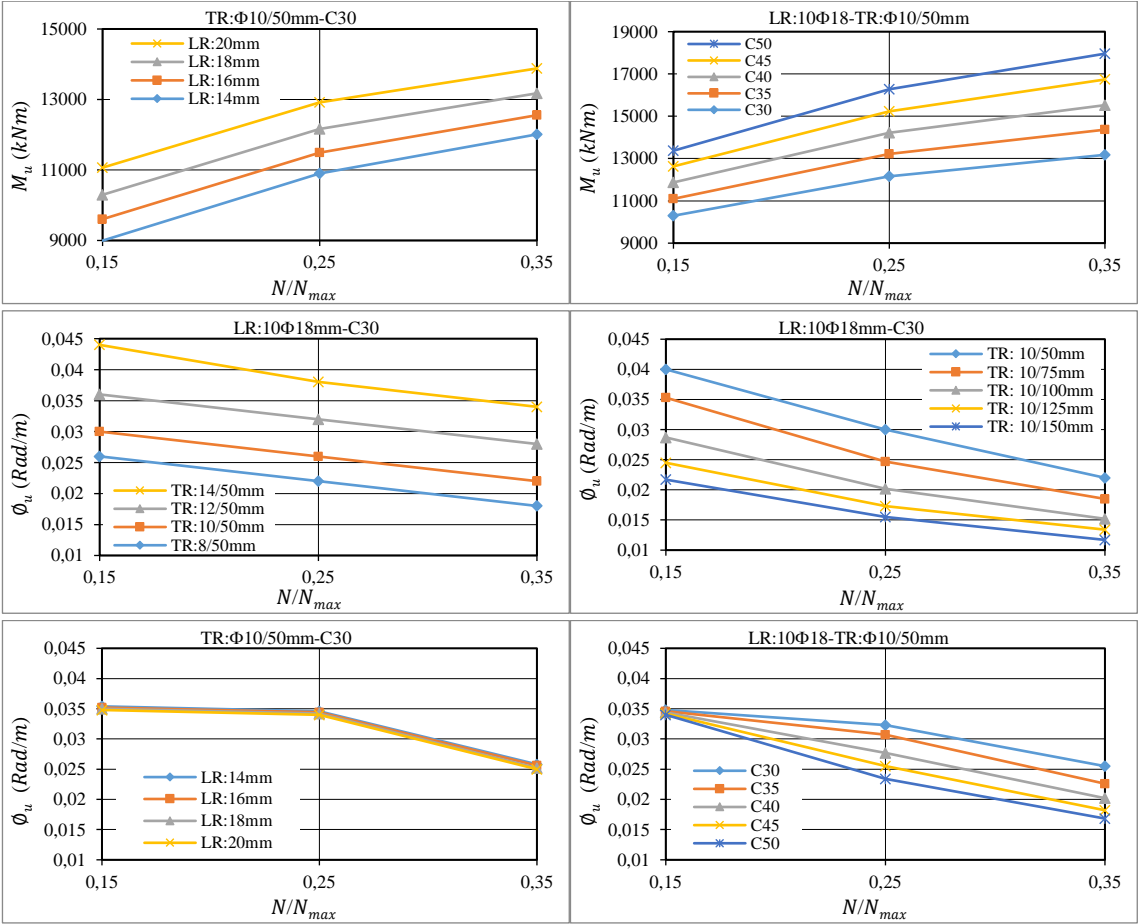 TR:Φ10/50mm-C30
15000
13000
11000
9000
M_u (kNm)
LR:20mm
LR:18mm
LR:16mm
LR:14mm
0,15 0,25 0,35
N/N_max
LR:10Φ18-TR:Φ10/50mm
19000
17000
15000
13000
11000
9000
M_u (kNm)
C50
C45
C40
C35
C30
0,15 0,25 0,35
N/N_max
LR:10Φ18mm-C30
0,045
0,04
0,035
0,03
0,025
0,02
0,015
0,01
Ø_u (Rad/m)
TR:14/50mm
TR:12/50mm
TR:10/50mm
TR:8/50mm
0,15 0,25 0,35
N/N_max
LR:10Φ18mm-C30
0,045
0,04
0,035
0,03
0,025
0,02
0,015
0,01
Ø_u (Rad/m)
TR: 10/50mm
TR: 10/75mm
TR: 10/100mm
TR: 10/125mm
TR: 10/150mm
0,15 0,25 0,35
N/N_max
TR:Φ10/50mm-C30
0,045
0,04
0,035
0,03
0,025
0,02
0,015
0,01
Ø_u (Rad/m)
LR:14mm
LR:16mm
LR:18mm
LR:20mm
0,15 0,25 0,35
N/N_max
LR:10Φ18-TR:Φ10/50mm
0,045
0,04
0,035
0,03
0,025
0,02
0,015
0,01
Ø_u (Rad/m)
C30
C35
C40
C45
C50
0,15 0,25 0,35
N/N_max